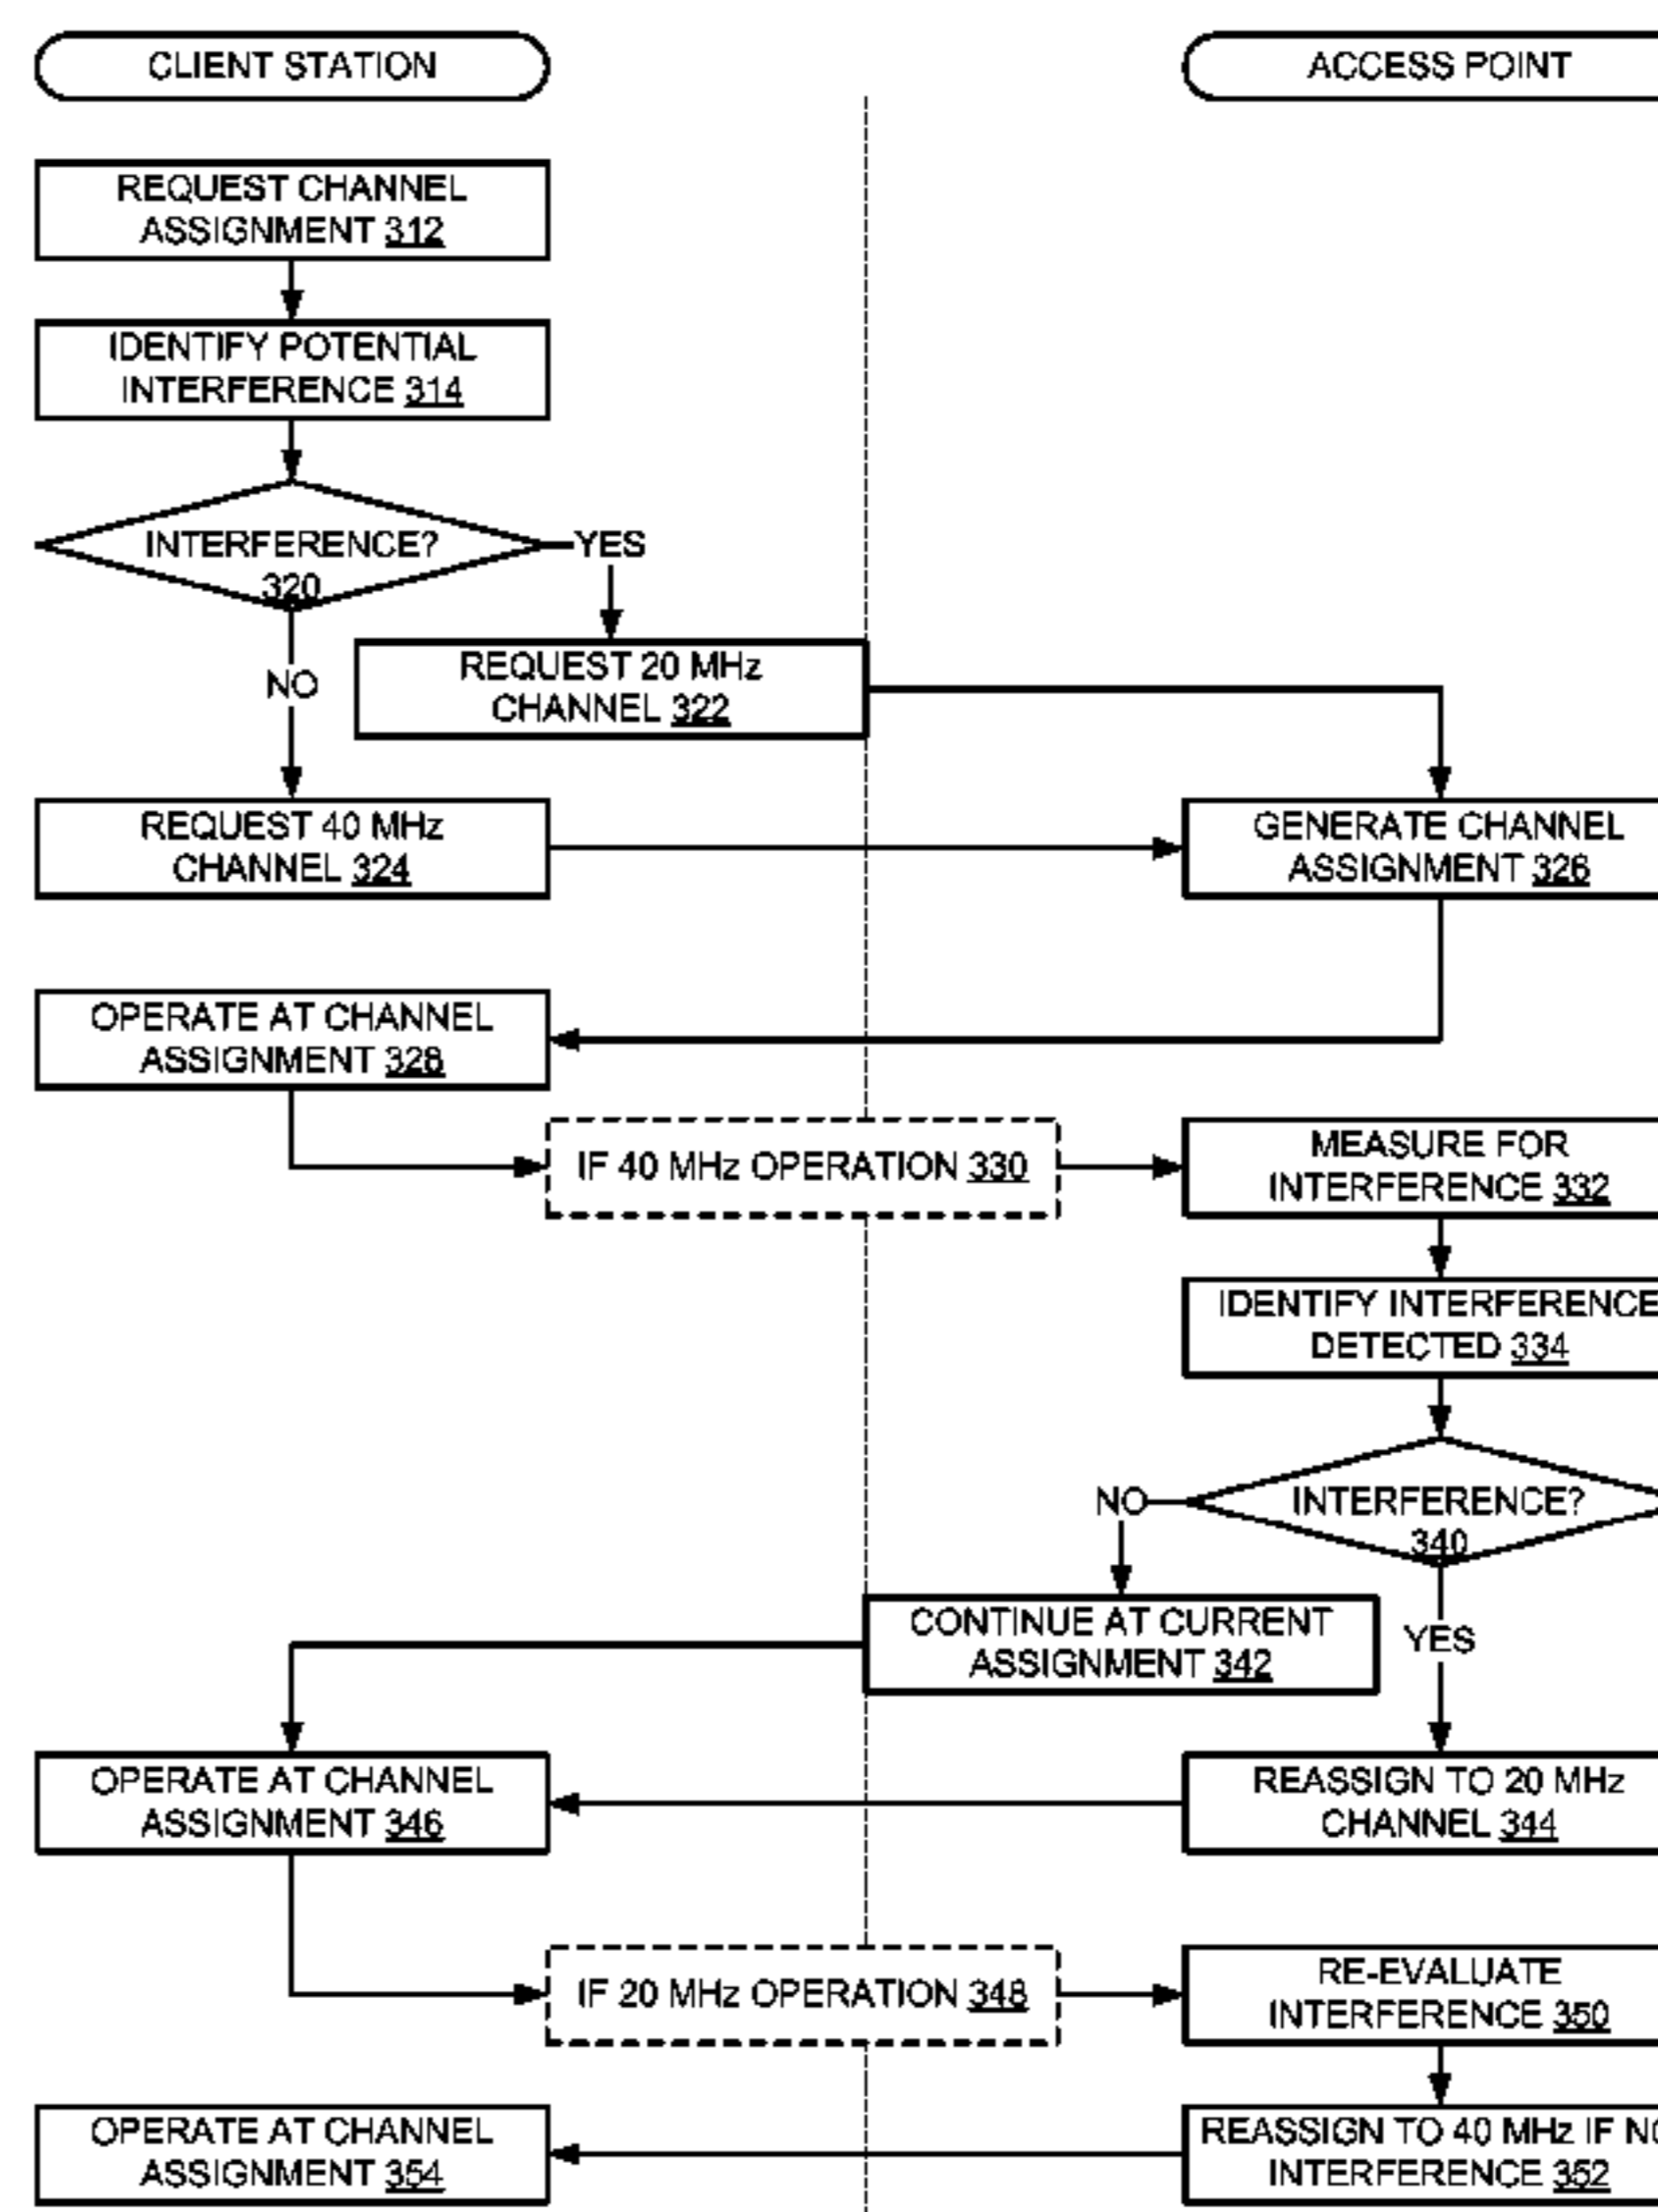 CLIENT STATION
ACCESS POINT
REQUEST CHANNEL
ASSIGNMENT 312
IDENTIFY POTENTIAL
INTERFERENCE 314
INTERFERENCE?
320
YES
NO
REQUEST 20 MHz
CHANNEL 322
REQUEST 40 MHz
CHANNEL 324
GENERATE CHANNEL
ASSIGNMENT 326
OPERATE AT CHANNEL
ASSIGNMENT 328
IF 40 MHz OPERATION 330
MEASURE FOR
INTERFERENCE 332
IDENTIFY INTERFERENCE
DETECTED 334
INTERFERENCE?
340
NO
YES
CONTINUE AT CURRENT
ASSIGNMENT 342
OPERATE AT CHANNEL
ASSIGNMENT 346
REASSIGN TO 20 MHz
CHANNEL 344
IF 20 MHz OPERATION 348
RE-EVALUATE
INTERFERENCE 350
OPERATE AT CHANNEL
ASSIGNMENT 354
REASSIGN TO 40 MHz IF NO
INTERFERENCE 352